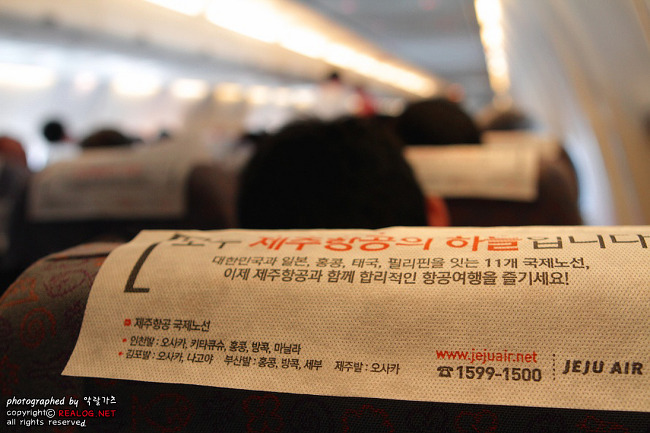 제주항공의 하늘입니다
대한민국과 일본, 홍콩, 태국, 필리핀을 잇는 11개 국제노선,
이제 제주항공과 함께 합리적인 항공여행을 즐기세요!
제주항공 국제노선
• 인천발 : 오사카, 키타큐슈, 홍콩, 방콕, 마닐라
• 김포발 : 오사카, 나고야 부산발 : 홍콩, 방콕, 세부 제주발 : 오사카
www.jejuair.net
☎1599-1500
JEJU AIR
photographed by 악랄가츠
copyrightⓒ REALOG.NET
all rights reserved.